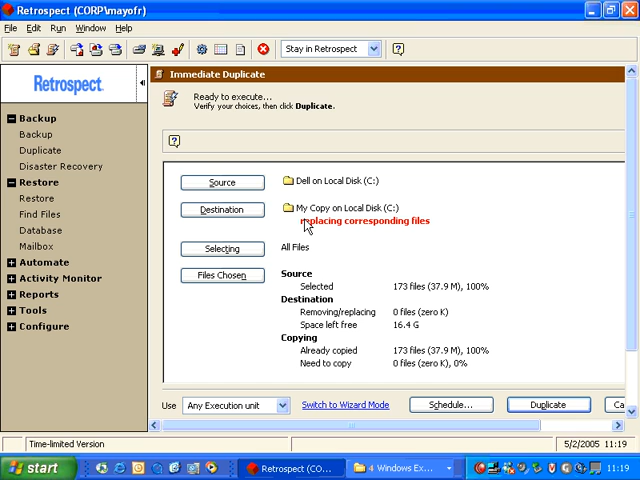 Retrospect (CORP\mayofr)
File Edit Run Window Help
Stay in Retrospect
Retrospect
Immediate Duplicate
Ready to execute...
Verify your choices, then click Duplicate.
Backup
Backup
Duplicate
Disaster Recovery
Restore
Restore
Find Files
Database
Mailbox
Automate
Activity Monitor
Reports
Tools
Configure
Source
Dell on Local Disk (C:)
Destination
My Copy on Local Disk (C:)
replacing corresponding files
Selecting
All Files
Files Chosen
Source
Selected 173 files (37.9 M), 100%
Destination
Removing/replacing 0 files (zero K)
Space left free 16.4 G
Copying
Already copied 173 files (37.9 M), 100%
Need to copy 0 files (zero K), 0%
Use Any Execution unit Switch to Wizard Mode Schedule... Duplicate Ca
Time-limited Version 5/2/2005 11:19
start Retrospect (CO... 4 Windows Ex... 11:19